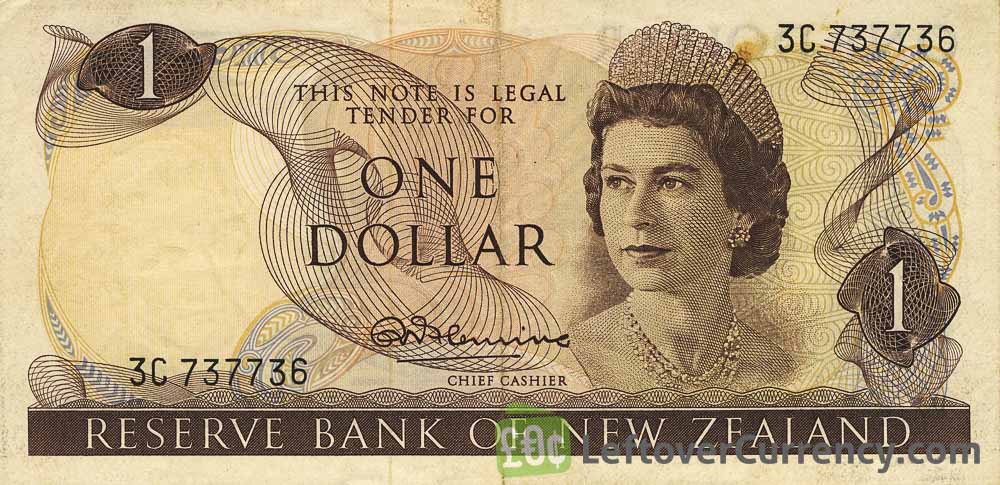 1
3C 737736
THIS NOTE IS LEGAL
TENDER FOR
ONE
DOLLAR
1
3C 737736
CHIEF CASHIER
RESERVE BANK OF NEW ZEALAND
£0¢ LeftoverCurrency.com